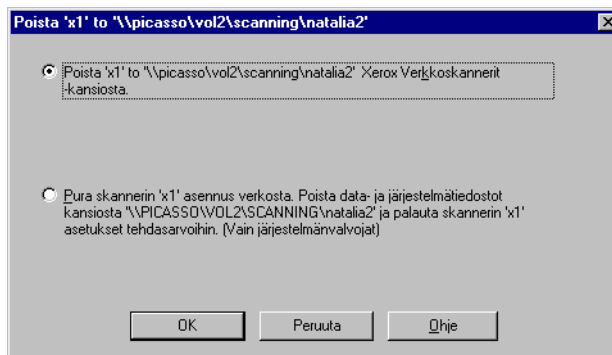 Poista 'x1' to '\\picasso\vol2\scanning\natalia2'
Poista 'x1' to '\\picasso\vol2\scanning\natalia2' Xerox Verkkoskannerit
-kansiosta.
Pura skannerin 'x1' asennus verkosta. Poista data- ja järjestelmätiedostot
kansiosta '\\PICASSO\VOL2\SCANNING\natalia2' ja palauta skannerin 'x1'
asetukset tehdasarvoihin. (Vain järjestelmänvalvojat)
OK Peruuta Ohje